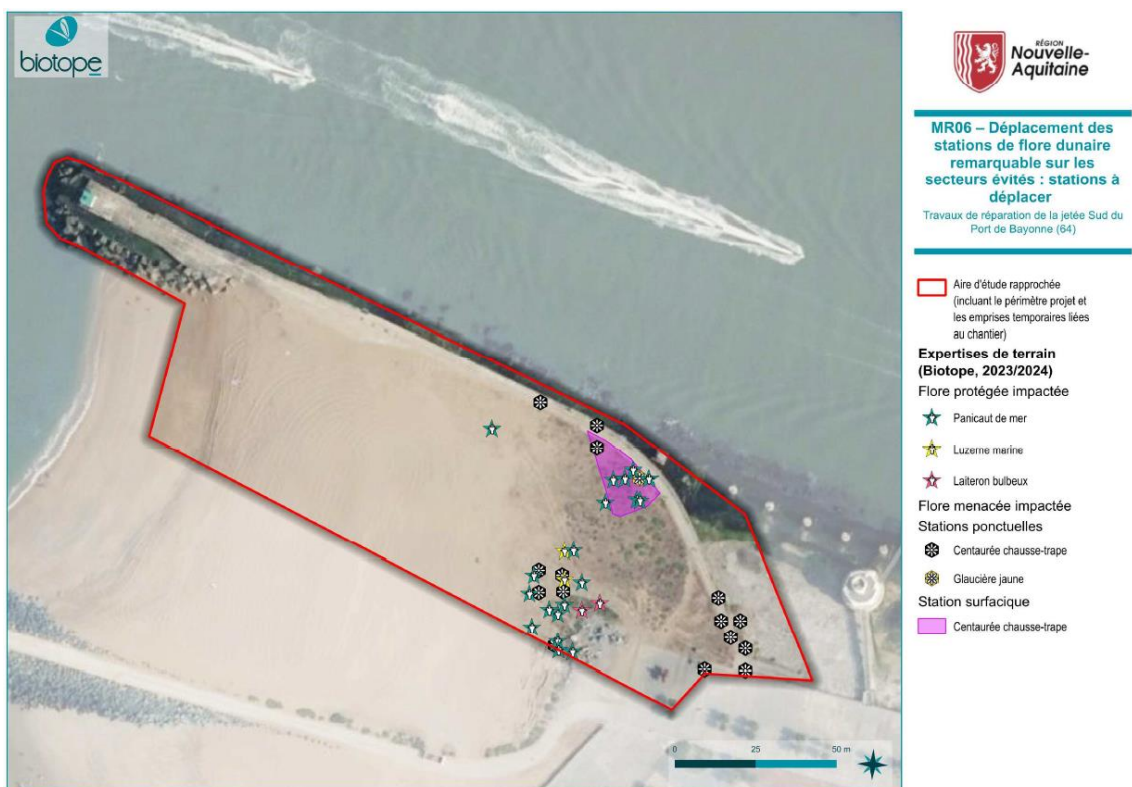 biotope
RÉGION
Nouvelle-
Aquitaine
MR06 – Déplacement des
stations de flore dunaire
remarquable sur les
secteurs évités : stations à
déplacer
Travaux de réparation de la jetée Sud du
Port de Bayonne (64)
Aire d'étude rapprochée
(incluant le périmètre projet et
les emprises temporaires liées
au chantier)
Expertises de terrain
(Biotope, 2023/2024)
Flore protégée impactée
Panicaut de mer
Luzerne marine
Laiteron bulbeux
Flore menacée impactée
Stations ponctuelles
Centaurée chausse-trape
Glaucière jaune
Station surfacique
Centaurée chausse-trape
0 25 50 m